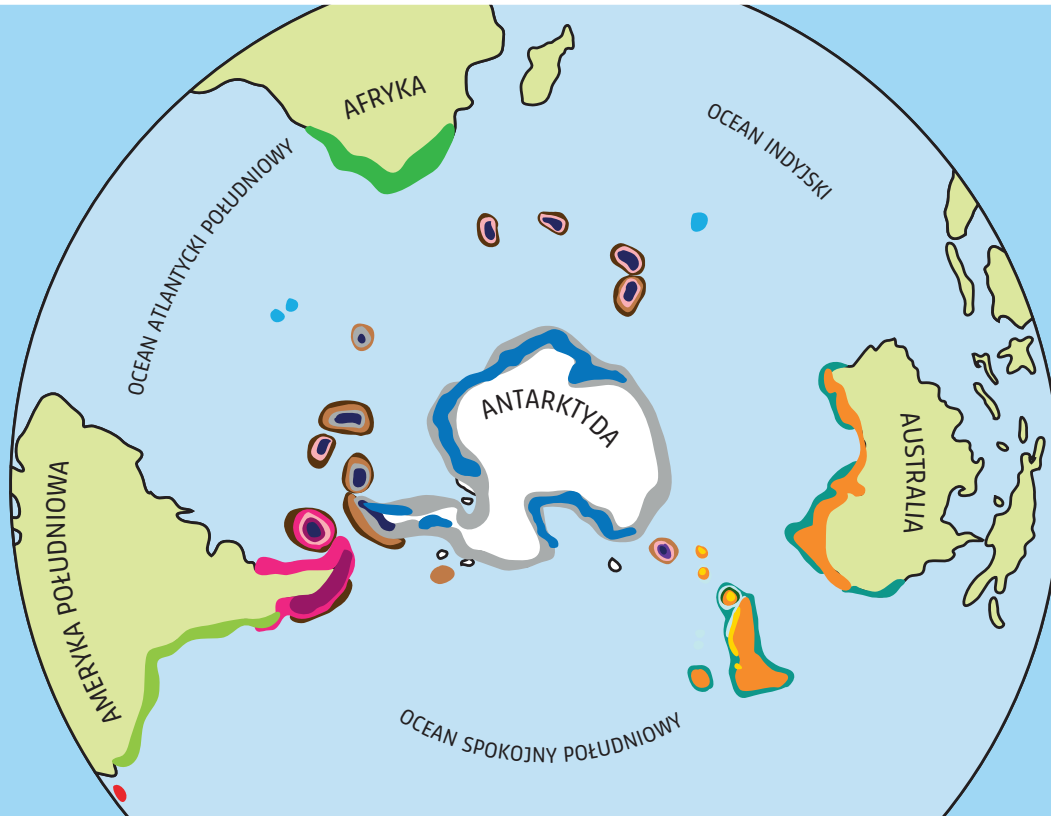 AFRYKA
OCEAN INDYJSKI
OCEAN ATLANTYCKI POŁUDNIOWY
ANTARKTYDA
AUSTRALIA
AMERYKA POŁUDNIOWA
OCEAN SPOKOJNY POŁUDNIOWY